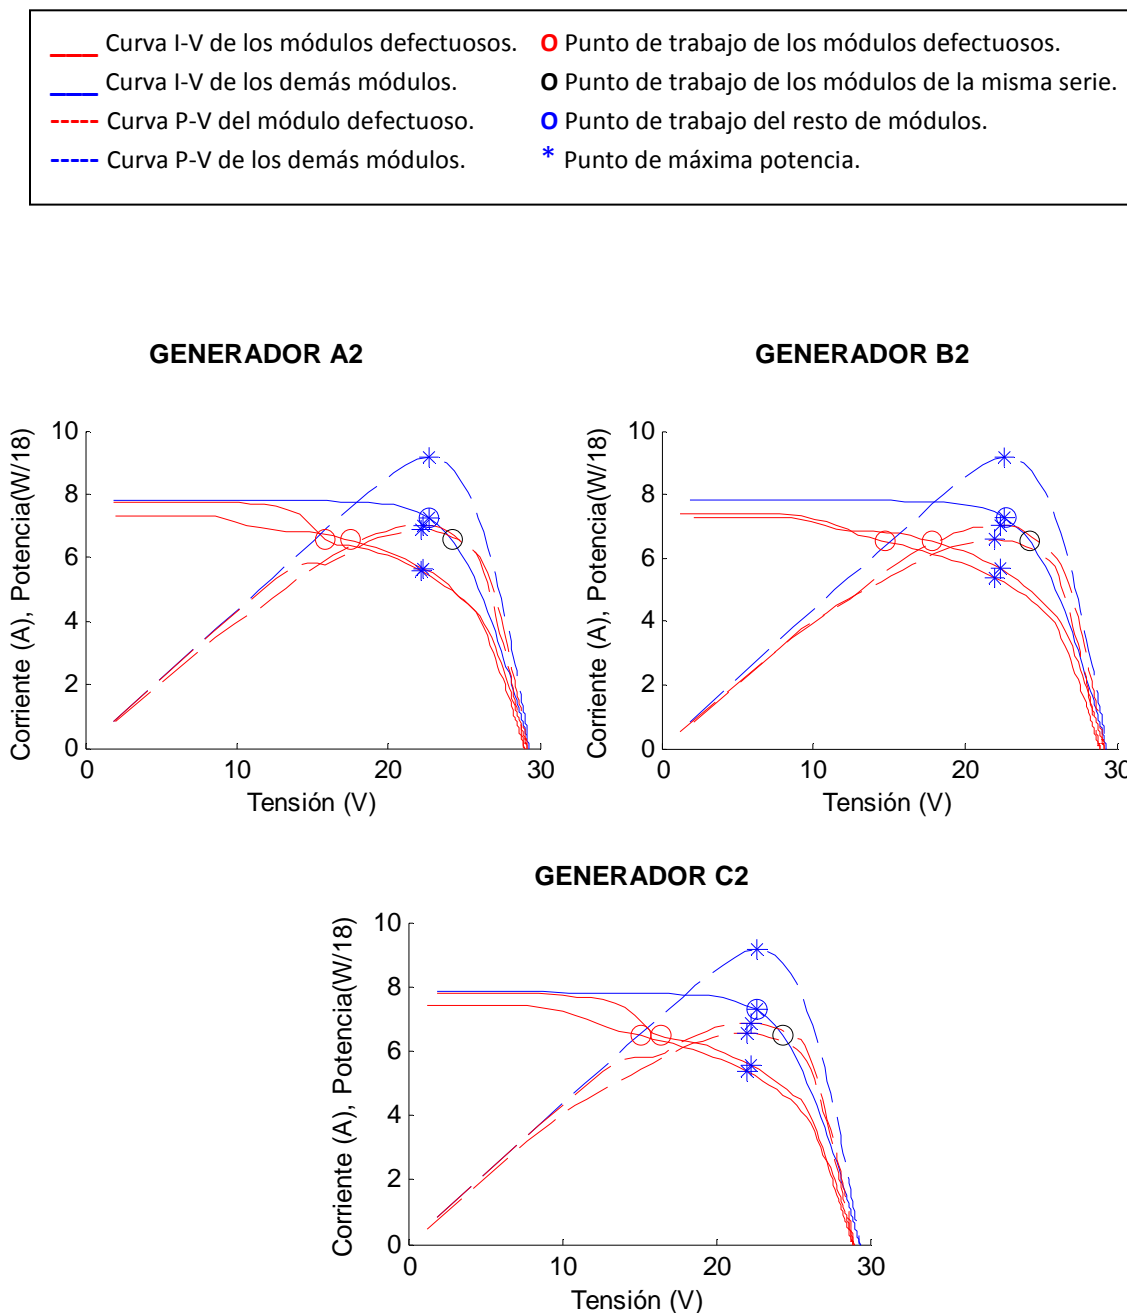 Curva I-V de los módulos defectuosos.
Curva I-V de los demás módulos.
Curva P-V del módulo defectuoso.
Curva P-V de los demás módulos.
O Punto de trabajo de los módulos defectuosos.
O Punto de trabajo de los módulos de la misma serie.
O Punto de trabajo del resto de módulos.
* Punto de máxima potencia.
GENERADOR A2
Corriente (A), Potencia(W/18)
10
8
6
4
2
0
0 10 20 30
Tensión (V)
GENERADOR B2
Corriente (A), Potencia(W/18)
10
8
6
4
2
0
0 10 20 30
Tensión (V)
GENERADOR C2
Corriente (A), Potencia(W/18)
10
8
6
4
2
0
0 10 20 30
Tensión (V)